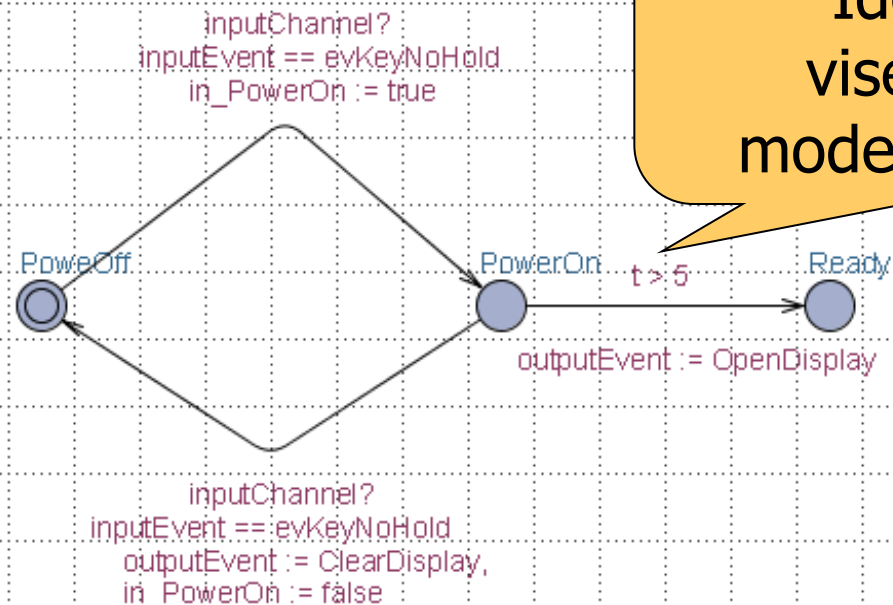 inputChannel?
inputEvent == evKeyNoHold
in_PowerOn := true
PoweOff
PowerOn
t > 5
Ready
outputEvent := OpenDisplay
inputChannel?
inputEvent == evKeyNoHold
outputEvent := ClearDisplay,
in_PowerOn := false